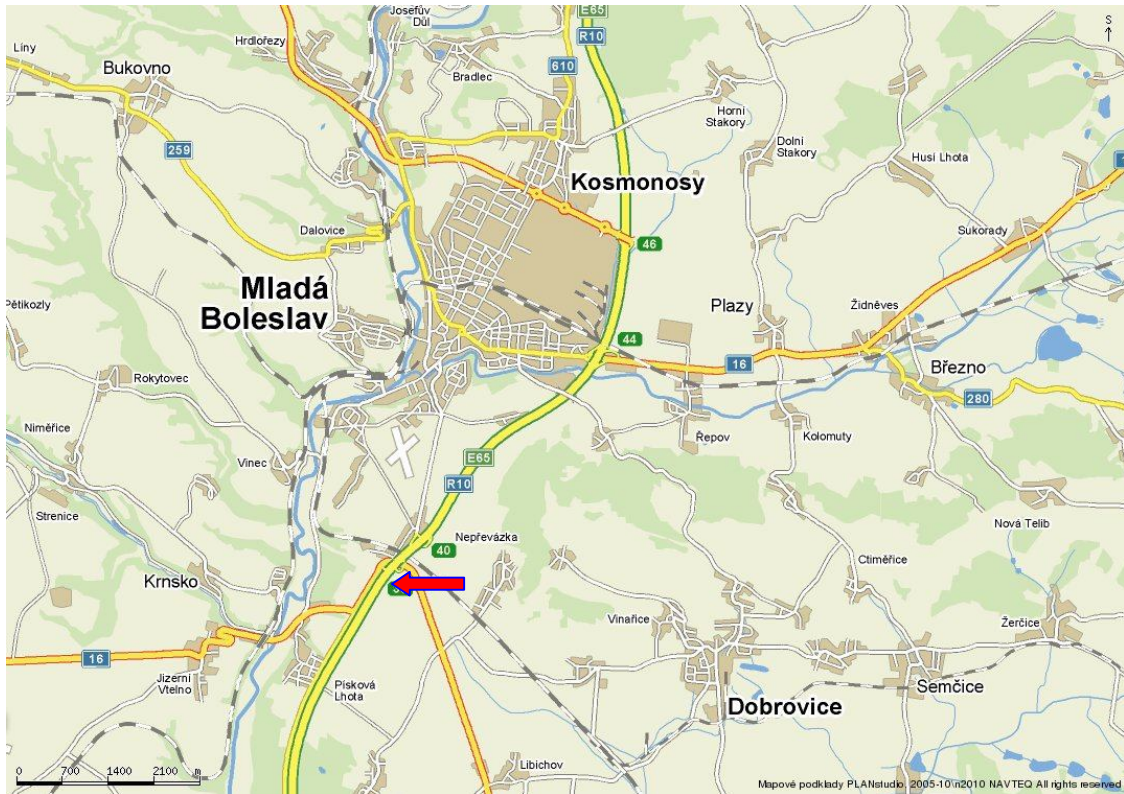 Josefův
Důl
E65
R10
S
Hrdlořezy
Líny
Bukovno
Bradlec
610
Horní
Stakory
259
Dolní
Stakory
Husí Lhota
Kosmonosy
Dalovice
46
Sukorady
Mladá
Boleslav
Pětikozly
Plazy
Židněves
44
16
Rokytovec
Březno
280
Niměřice
Řepov
Kolomuty
Vinec
E65
R10
Strenice
Nová Telib
Nepřevázka
40
Ctiměřice
Krnsko
Vinařice
Žerčice
16
Jizerní
Vtelno
Písková
Lhota
Semčice
Dobrovice
Libichov
0 700 1400 2100 m
Mapové podklady PLANstudio, 2005-10\n2010 NAVTEQ All rights reserved